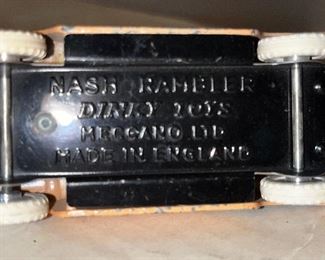 NASH RAMBLER
DINKY TOYS
MECCANO LTD
MADE IN ENGLAND